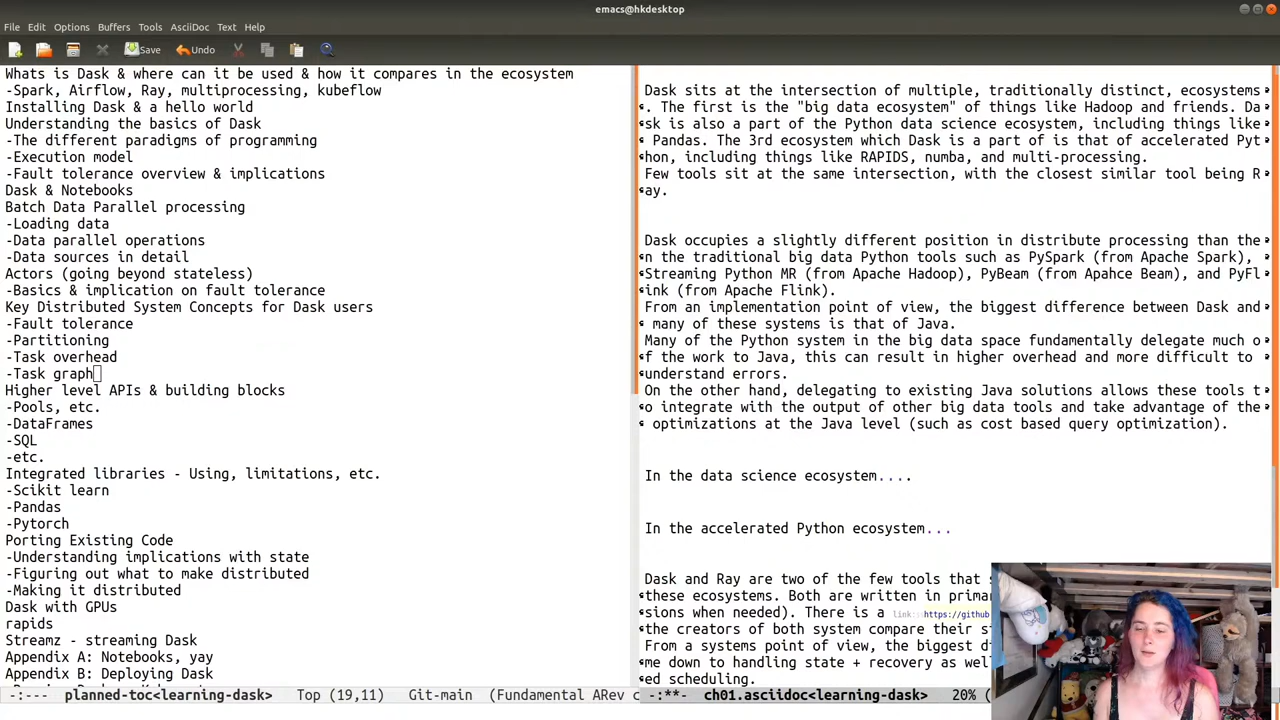 emacs@hkdesktop
File Edit Options Buffers Tools AsciiDoc Text Help
Save Undo
Whats is Dask & where can it be used & how it compares in the ecosystem
-Spark, Airflow, Ray, multiprocessing, kubeflow
Installing Dask & a hello world
Understanding the basics of Dask
-The different paradigms of programming
-Execution model
-Fault tolerance overview & implications
Dask & Notebooks
Batch Data Parallel processing
-Loading data
-Data parallel operations
-Data sources in detail
Actors (going beyond stateless)
-Basics & implication on fault tolerance
Key Distributed System Concepts for Dask users
-Fault tolerance
-Partitioning
-Task overhead
-Task graph
Higher level APIs & building blocks
-Pools, etc.
-DataFrames
-SQL
-etc.
Integrated libraries - Using, limitations, etc.
-Scikit learn
-Pandas
-Pytorch
Porting Existing Code
-Understanding implications with state
-Figuring out what to make distributed
-Making it distributed
Dask with GPUs
rapids
Streamz - streaming Dask
Appendix A: Notebooks, yay
Appendix B: Deploying Dask
-:--- planned-toc<learning-dask> Top (19,11) Git-main (Fundamental ARev c
Dask sits at the intersection of multiple, traditionally distinct, ecosystems
. The first is the "big data ecosystem" of things like Hadoop and friends. Da
sk is also a part of the Python data science ecosystem, including things like
Pandas. The 3rd ecosystem which Dask is a part of is that of accelerated Pyt
hon, including things like RAPIDS, numba, and multi-processing.
Few tools sit at the same intersection, with the closest similar tool being R
ay.
Dask occupies a slightly different position in distribute processing than the
n the traditional big data Python tools such as PySpark (from Apache Spark),
Streaming Python MR (from Apache Hadoop), PyBeam (from Apahce Beam), and PyFl
ink (from Apache Flink).
From an implementation point of view, the biggest difference between Dask and
many of these systems is that of Java.
Many of the Python system in the big data space fundamentally delegate much o
f the work to Java, this can result in higher overhead and more difficult to
understand errors.
On the other hand, delegating to existing Java solutions allows these tools t
o integrate with the output of other big data tools and take advantage of the
optimizations at the Java level (such as cost based query optimization).
In the data science ecosystem....
In the accelerated Python ecosystem...
Dask and Ray are two of the few tools that s
these ecosystems. Both are written in primar
sions when needed). There is a link::https://github
the creators of both system compare their s
From a systems point of view, the biggest d
me down to handling state + recovery as well
ed scheduling.
-:**- ch01.asciidoc<learning-dask> 20% (